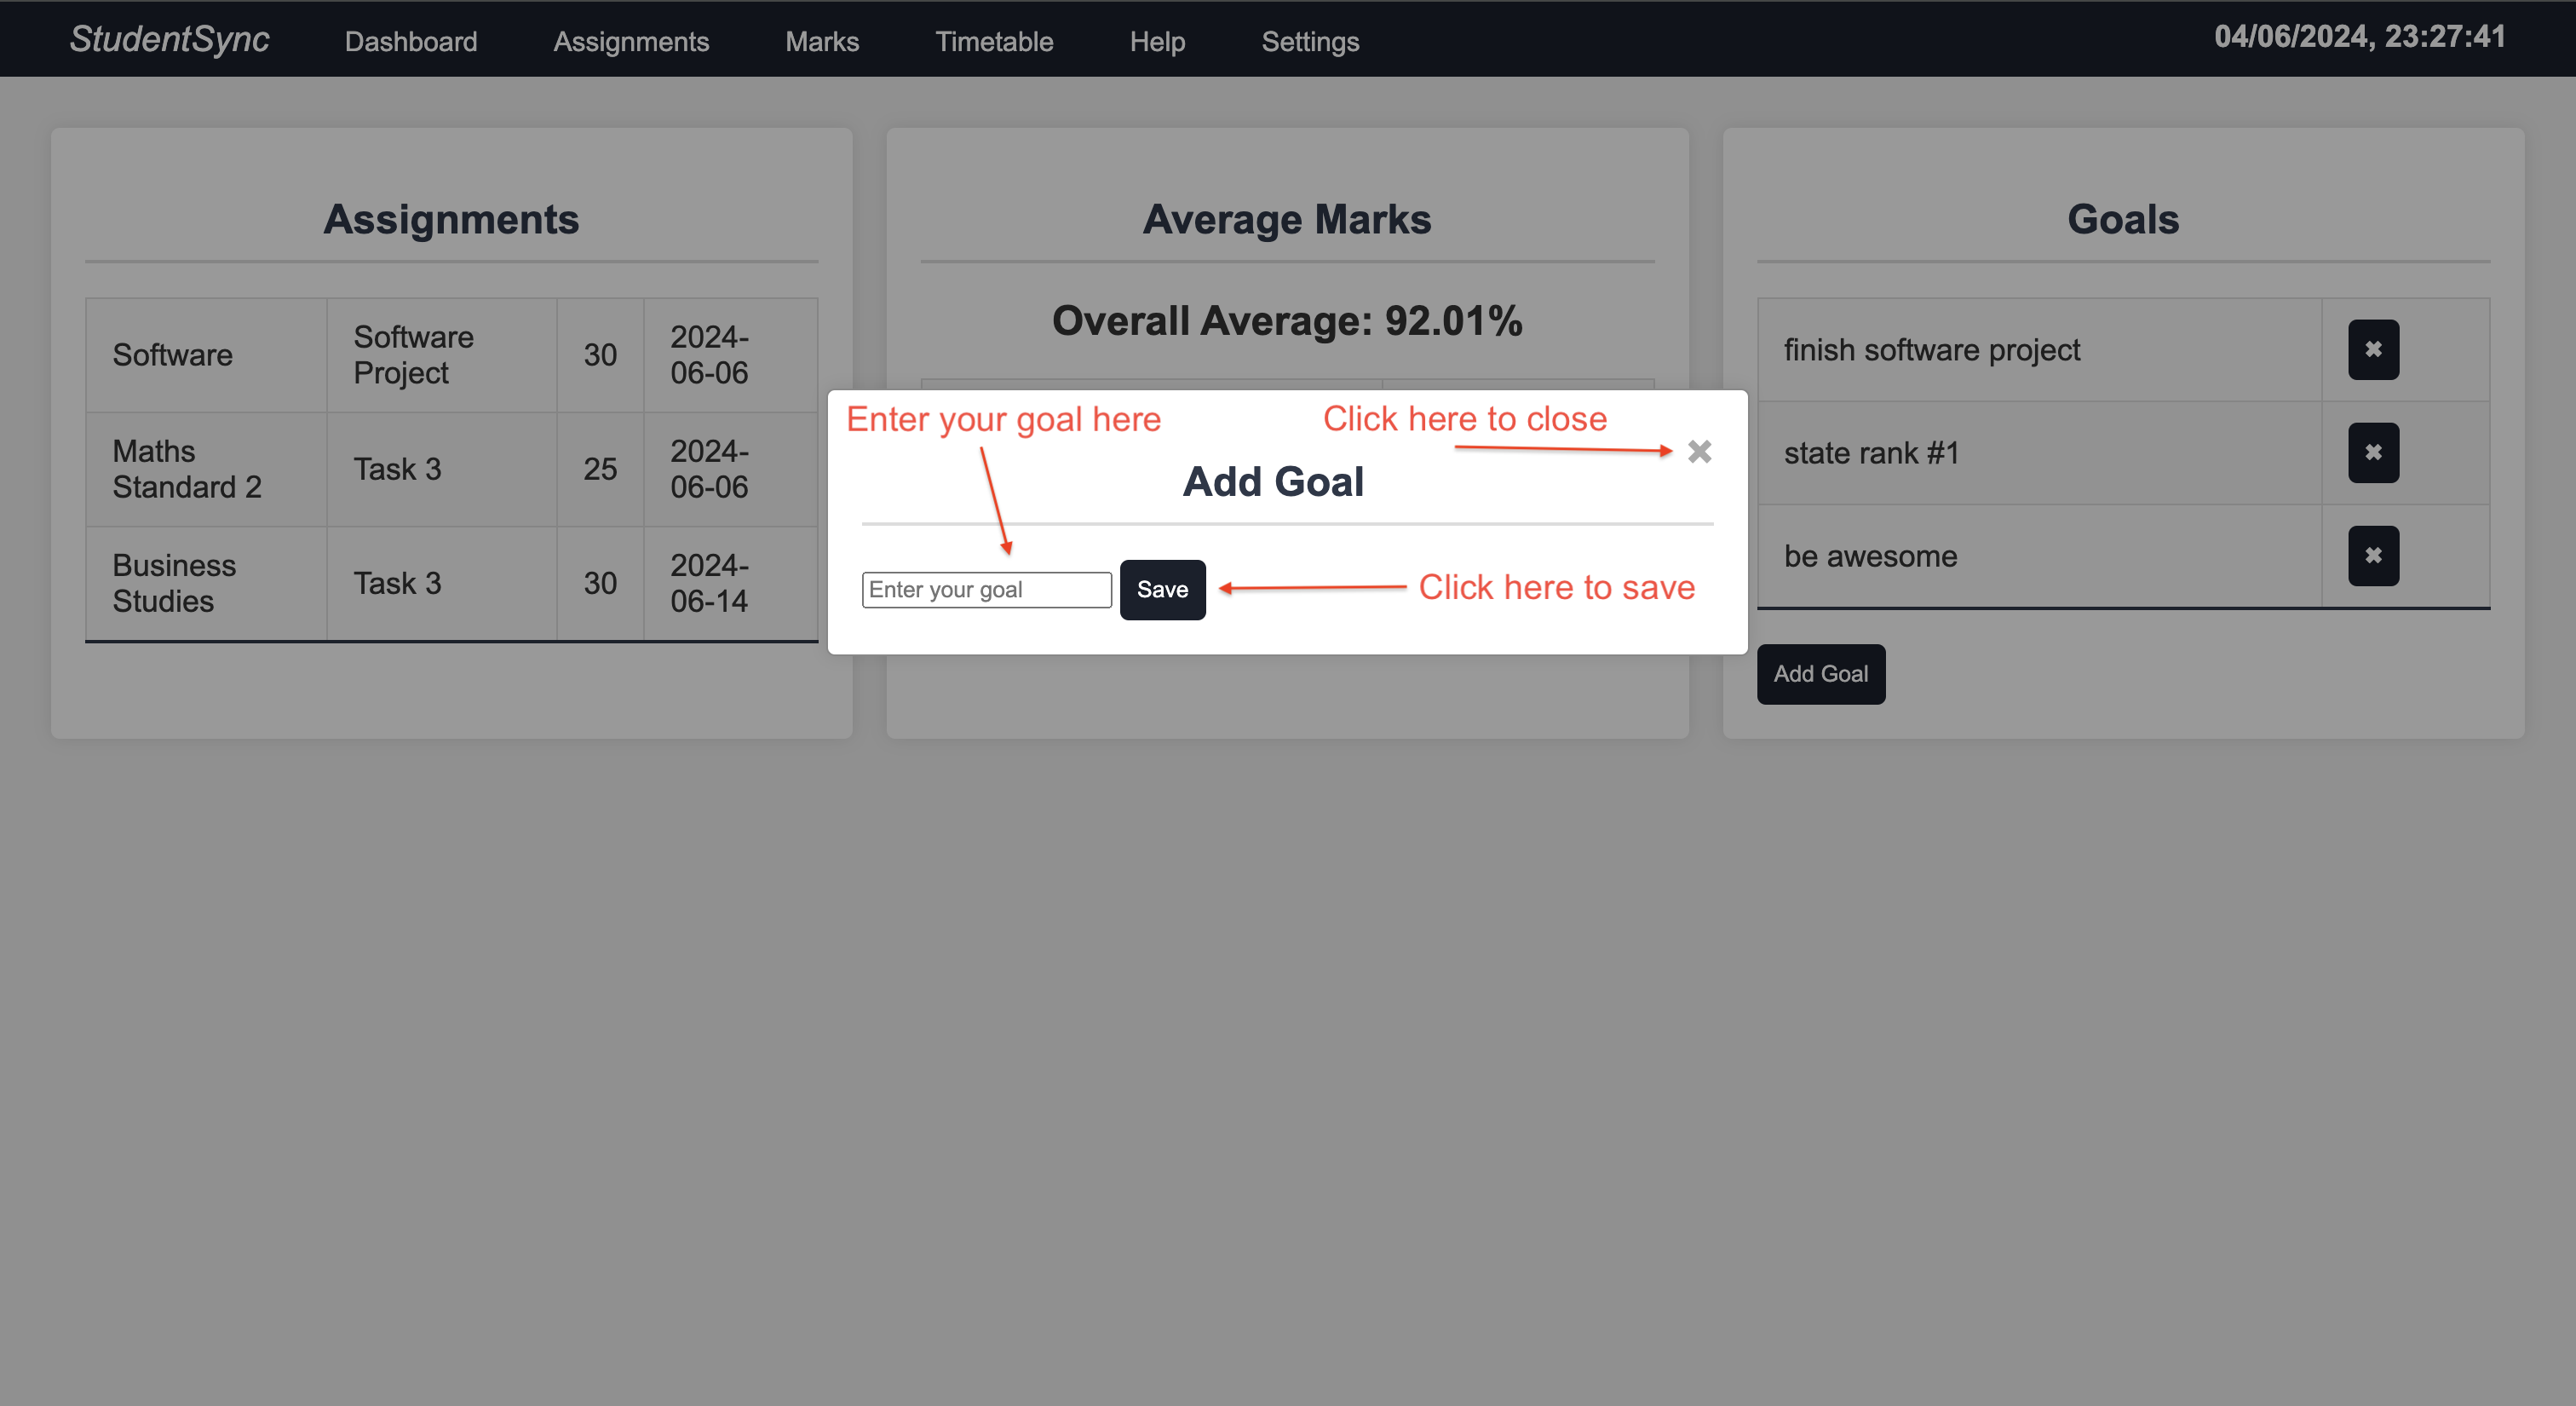 StudentSync Dashboard Assignments Marks Timetable Help Settings 04/06/2024, 23:27:41
Assignments
Software
Software
Project
30
2024-
06-06
Maths
Standard 2
Task 3
25
2024-
06-06
Business
Studies
Task 3
30
2024-
06-14
Average Marks
Overall Average: 92.01%
Enter your goal here
Click here to close
✖
Add Goal
Enter your goal
Save
Click here to save
Goals
finish software project ✖
state rank #1 ✖
be awesome ✖
Add Goal